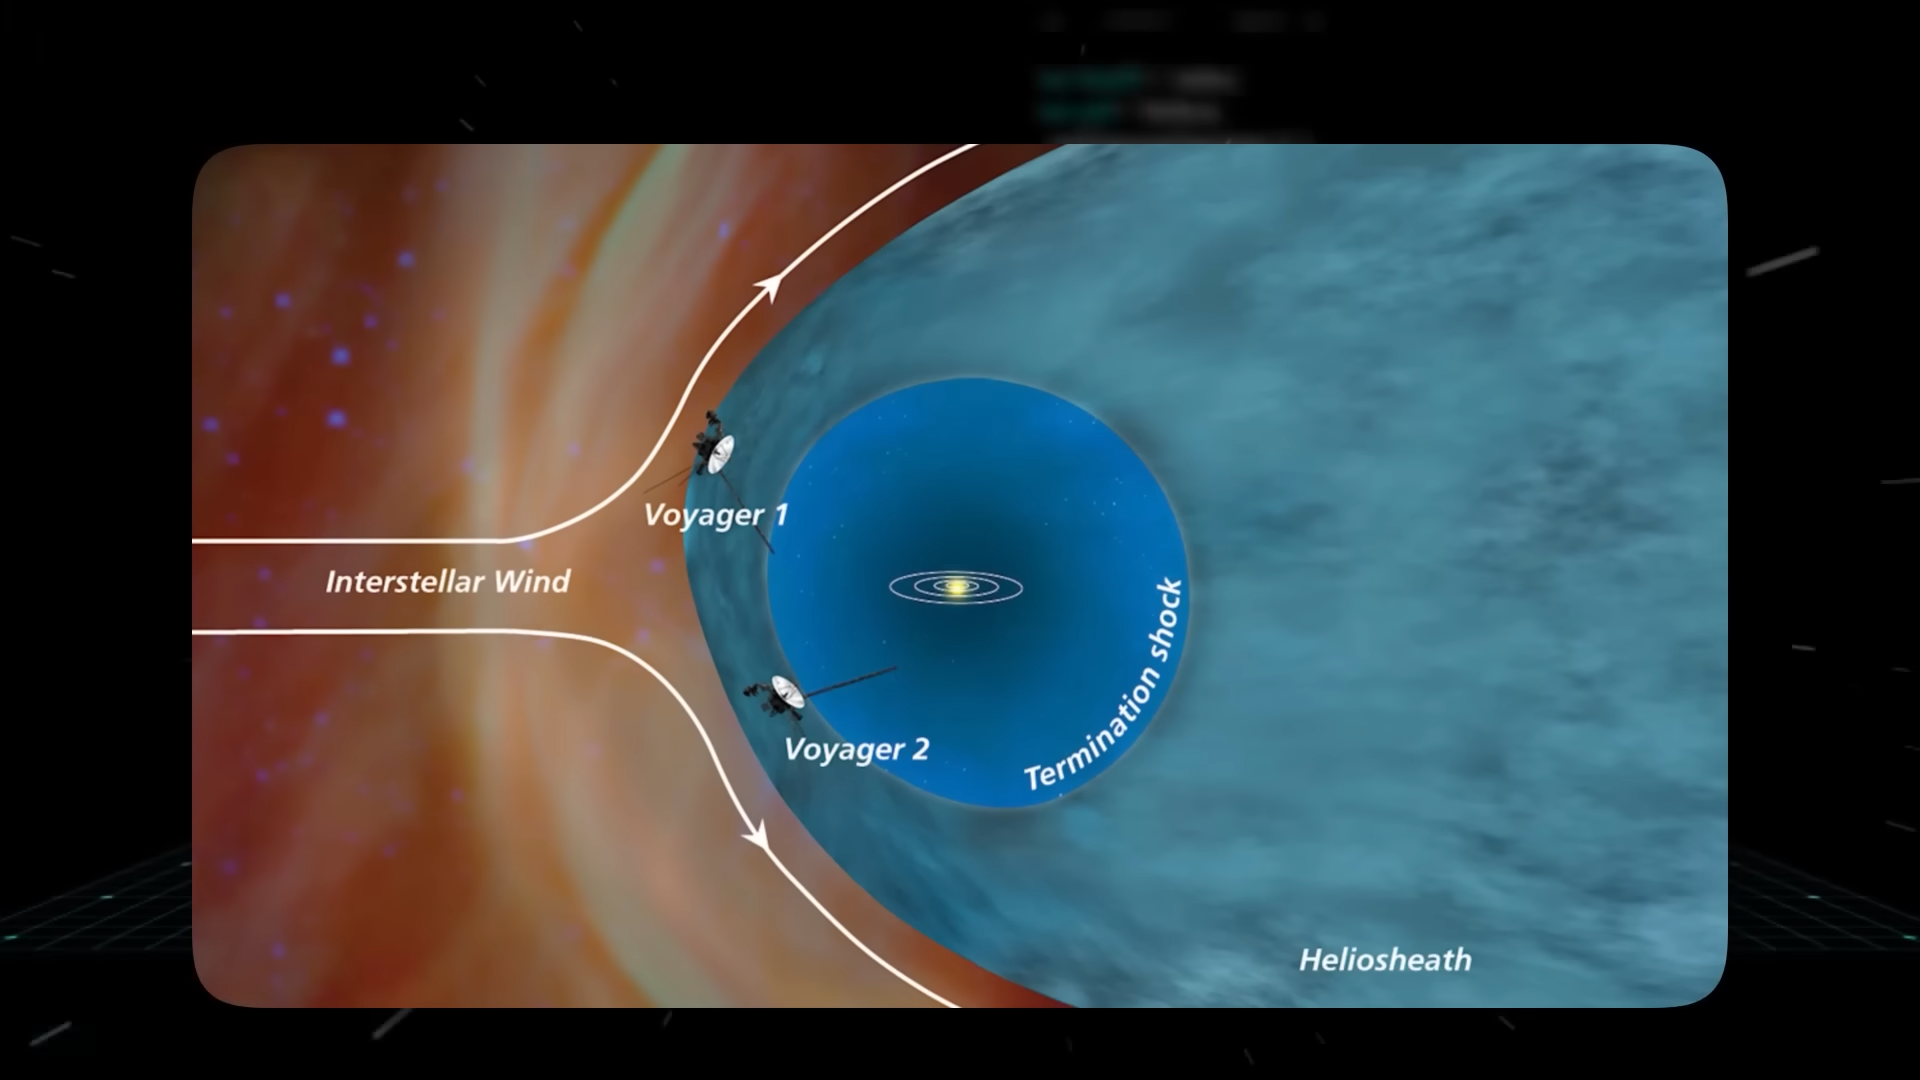 Voyager 1
Interstellar Wind
Termination shock
Voyager 2
Heliosheath